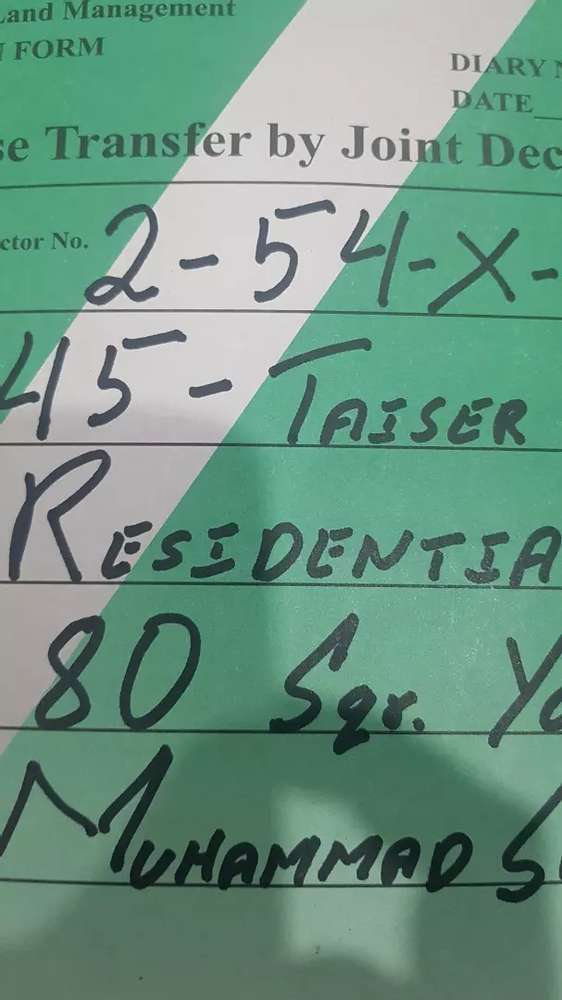 Land Management
FORM
DIARY
DATE
se Transfer by Joint Dec
ctor No. 2-54-X-
45-TAISER
RESIDENTIA
80 Sqr. Y
MUHAMMAD S